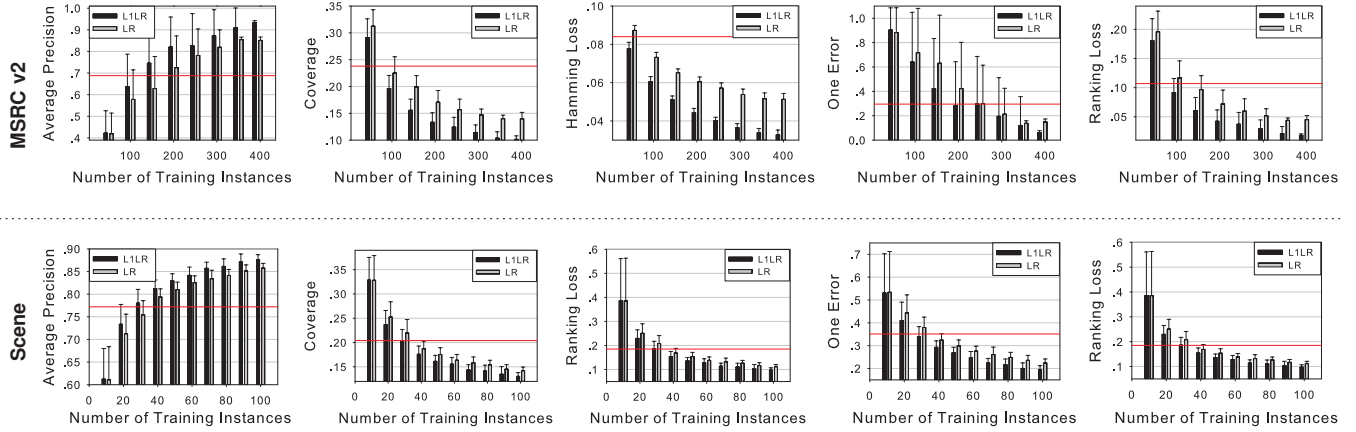 MSRC v2
Average Precision
1.0
.9
.8
.7
.6
.5
.4
L1LR
LR
100 200 300 400
Number of Training Instances
Coverage
.35
.30
.25
.20
.15
.10
L1LR
LR
100 200 300 400
Number of Training Instances
Hamming Loss
.10
.08
.06
.04
L1LR
LR
100 200 300 400
Number of Training Instances
One Error
1.0
.8
.6
.4
.2
.0
L1LR
LR
100 200 300 400
Number of Training Instances
Ranking Loss
.20
.15
.10
.05
L1LR
LR
100 200 300 400
Number of Training Instances
Scene
Average Precision
.90
.85
.80
.75
.70
.65
.60
L1LR
LR
0 20 40 60 80 100
Number of Training Instances
Coverage
.35
.30
.25
.20
.15
L1LR
LR
0 20 40 60 80 100
Number of Training Instances
Ranking Loss
.6
.5
.4
.3
.2
.1
L1LR
LR
0 20 40 60 80 100
Number of Training Instances
One Error
.7
.6
.5
.4
.3
.2
L1LR
LR
0 20 40 60 80 100
Number of Training Instances
Ranking Loss
.6
.5
.4
.3
.2
.1
L1LR
LR
0 20 40 60 80 100
Number of Training Instances